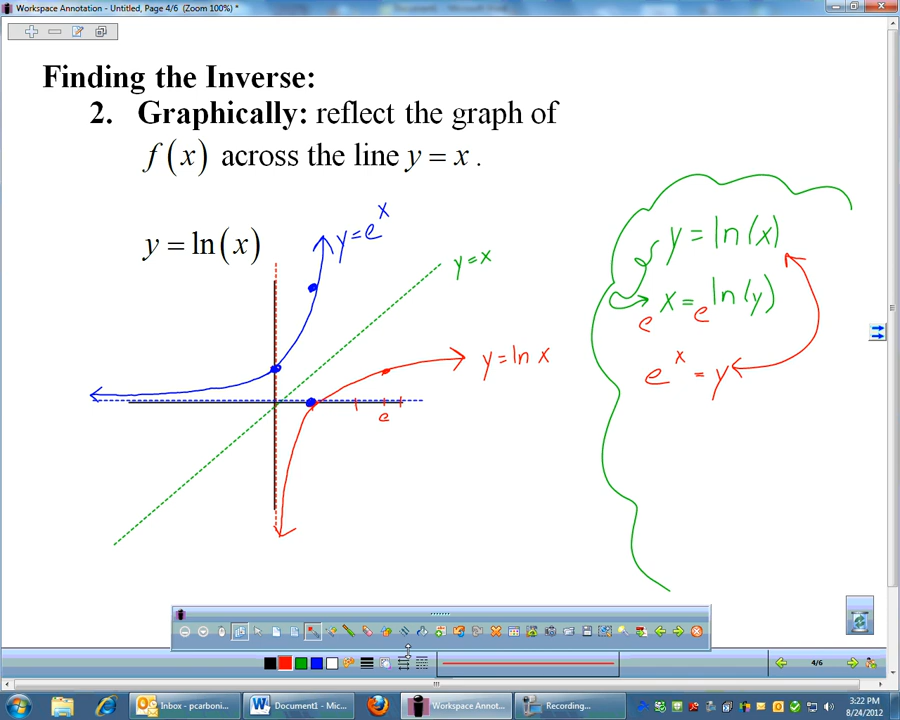 Workspace Annotation - Untitled, Page 4/6 (Zoom 100%) *
Finding the Inverse:
2. Graphically: reflect the graph of
f(x) across the line y = x .
y = ln(x)
y=e^x
y=x
y=ln x
e
y = ln(x)
e^x = e^ln(y)
e^x = y
4/6
Inbox - pcarboni...
Document1 - Mic...
Workspace Annot...
Recording...
3:22 PM
8/24/2012